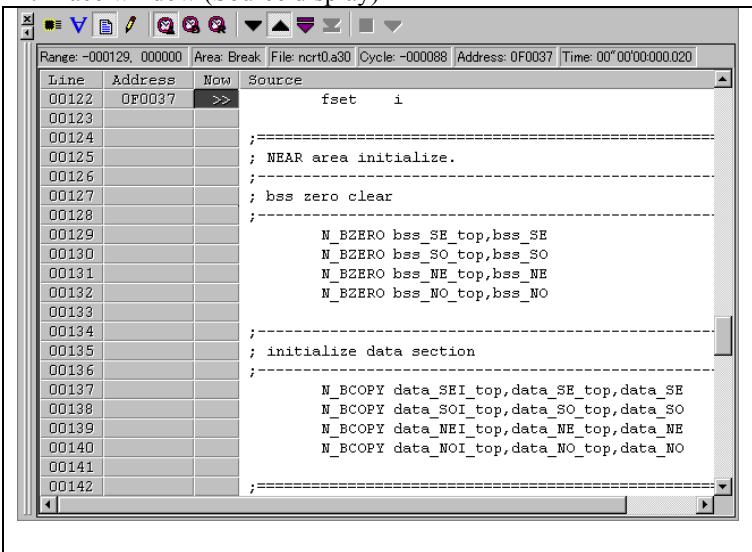 Range: -000129, 000000 Area: Break File: ncrt0.a30 Cycle: -000088 Address: 0F0037 Time: 00"00'00:000.020
Line Address Now Source
00122 0F0037 >> fset i
00123
00124 ;====================================================
00125 ; NEAR area initialize.
00126 ;----------------------------------------------------
00127 ; bss zero clear
00128 ;----------------------------------------------------
00129 N_BZERO bss_SE_top,bss_SE
00130 N_BZERO bss_SO_top,bss_SO
00131 N_BZERO bss_NE_top,bss_NE
00132 N_BZERO bss_NO_top,bss_NO
00133
00134 ;----------------------------------------------------
00135 ; initialize data section
00136 ;----------------------------------------------------
00137 N_BCOPY data_SEI_top,data_SE_top,data_SE
00138 N_BCOPY data_SOI_top,data_SO_top,data_SO
00139 N_BCOPY data_NEI_top,data_NE_top,data_NE
00140 N_BCOPY data_NOI_top,data_NO_top,data_NO
00141
00142 ;====================================================